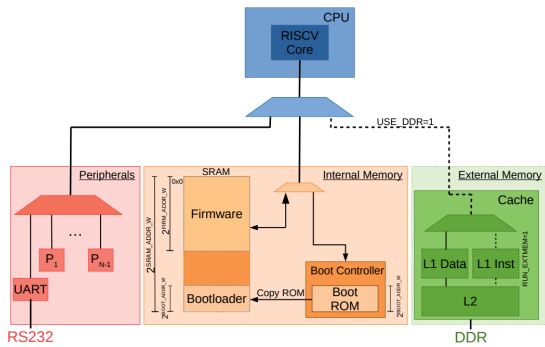 CPU
RISCV
Core
USE_DDR=1
Peripherals
SRAM
Internal Memory
External Memory
0x0
Cache
Firmware
2^FIRM_ADDR_W
2^SRAM_ADDR_W
...
P1
PN-1
L1 Data
L1 Inst
RUN_EXTMEM=1
UART
Boot Controller
Bootloader
Copy ROM
Boot
ROM
2^BOOT_ADDR_W
2^BOOT_ADDR_W
L2
RS232
DDR